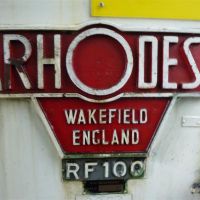 RHODES
WAKEFIELD
ENGLAND
RF100